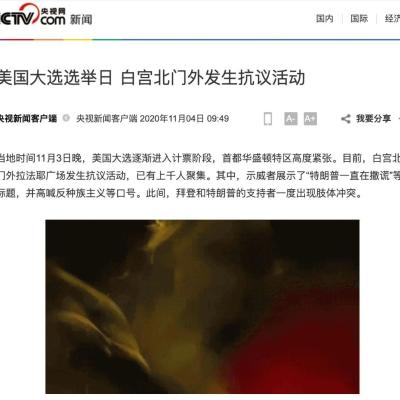 CCTV 央视网 新闻 国内 国际
com
美国大选选举日 白宫北门外发生抗议活动
央视新闻客户端 央视新闻客户端 2020年11月04日 09:49 A- A+ 我要分享
当地时间11月3日晚，美国大选逐渐进入计票阶段，首都华盛顿特区高度紧张。目前，白宫北
门外拉法耶广场发生抗议活动，已有上千人聚集。其中，示威者展示了“特朗普一直在撒谎”等
标题，并高喊反种族主义等口号。此间，拜登和特朗普的支持者一度出现肢体冲突。